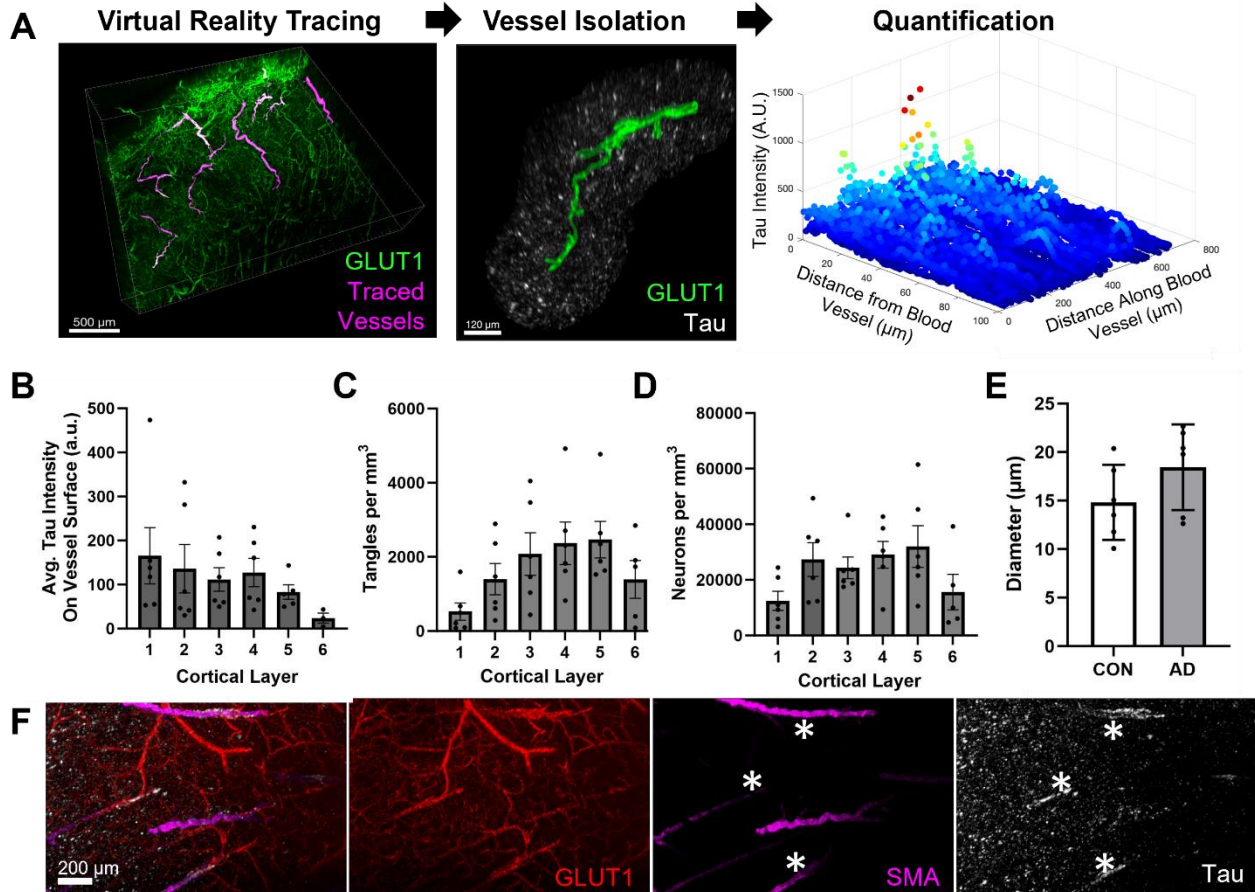 A
Virtual Reality Tracing
Vessel Isolation
Quantification
GLUT1
Traced
Vessels
500 µm
GLUT1
Tau
120 µm
Tau Intensity (A.U.)
1500
1000
500
0
0
20
40
60
80
100
Distance from Blood
Vessel (µm)
0
200
400
600
800
Distance Along Blood
Vessel (µm)
B
Avg. Tau Intensity
On Vessel Surface (a.u.)
500
400
300
200
100
0
1 2 3 4 5 6
Cortical Layer
C
Tangles per mm³
6000
4000
2000
0
1 2 3 4 5 6
Cortical Layer
D
Neurons per mm³
80000
60000
40000
20000
0
1 2 3 4 5 6
Cortical Layer
E
Diameter (µm)
25
20
15
10
5
0
CON AD
F
200 µm
GLUT1
*
*
*
SMA
*
*
*
Tau